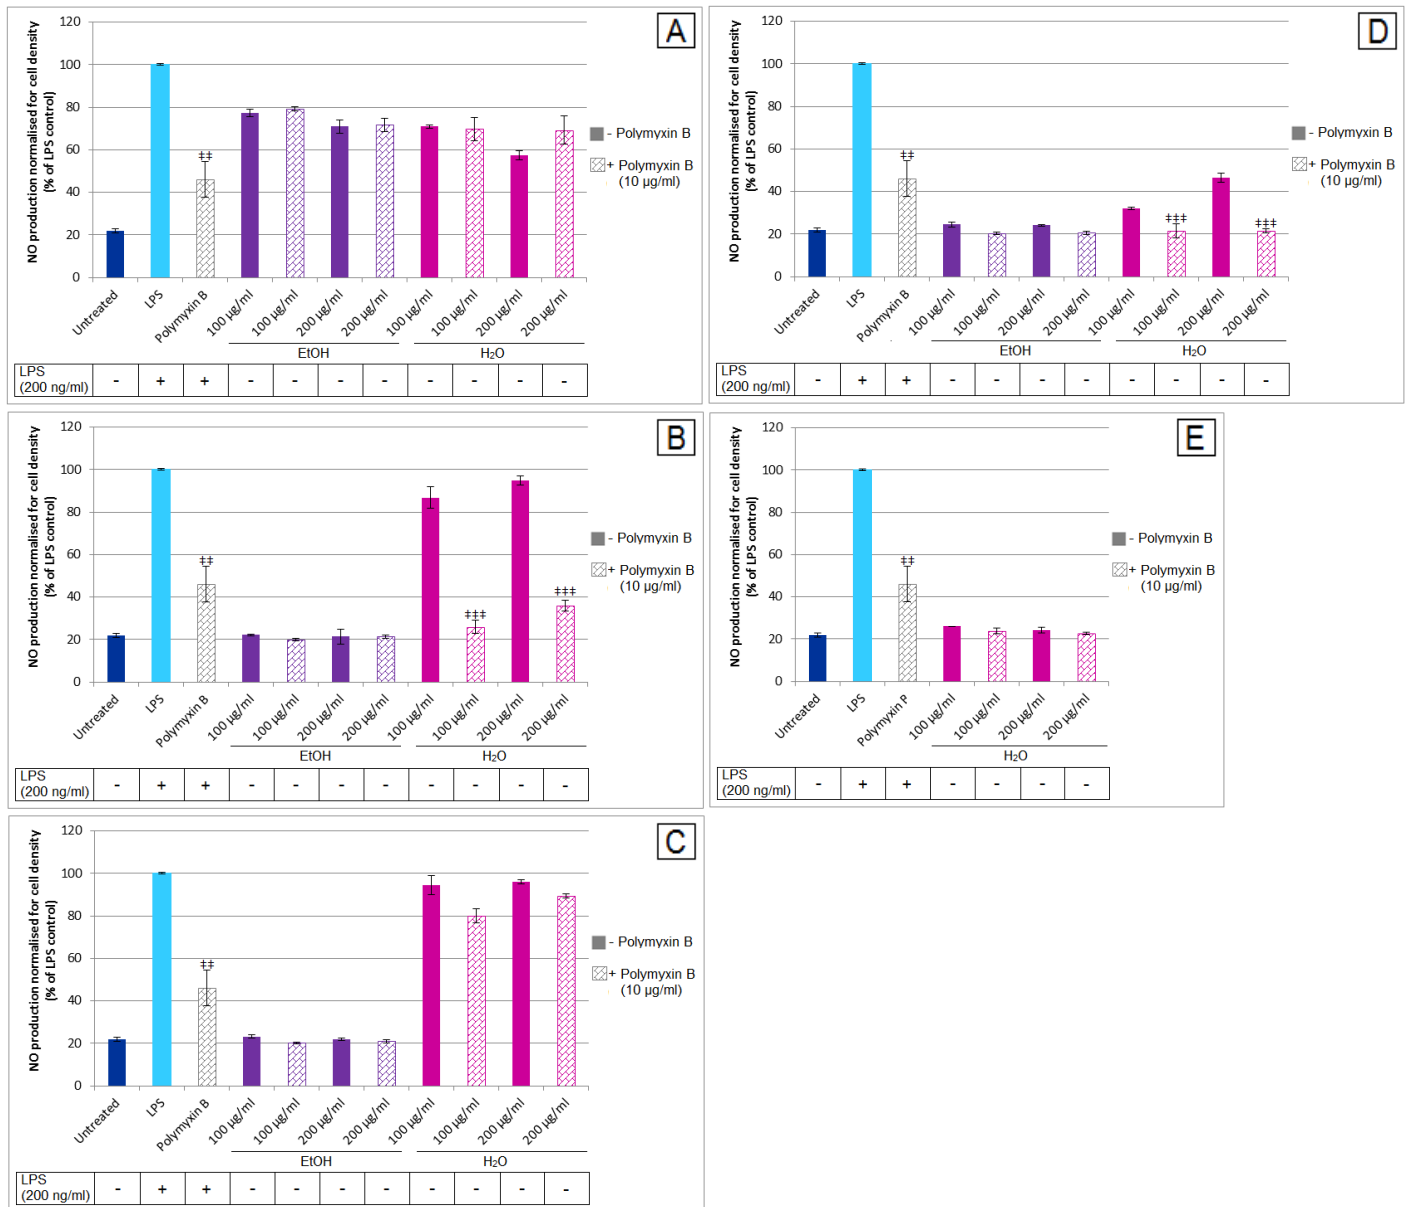 A
NO production normalised for cell density
(% of LPS control)
120
100
80
60
40
20
0
‡‡
- Polymyxin B
+ Polymyxin B
(10 µg/ml)
Untreated
LPS
Polymyxin B
100 µg/ml
100 µg/ml
200 µg/ml
200 µg/ml
100 µg/ml
100 µg/ml
200 µg/ml
200 µg/ml
EtOH
H₂O
LPS
(200 ng/ml)
- + + - - - - - - - -
B
NO production normalised for cell density
(% of LPS control)
120
100
80
60
40
20
0
‡‡
‡‡‡
‡‡‡
- Polymyxin B
+ Polymyxin B
(10 µg/ml)
Untreated
LPS
Polymyxin B
100 µg/ml
100 µg/ml
200 µg/ml
200 µg/ml
100 µg/ml
100 µg/ml
200 µg/ml
200 µg/ml
EtOH
H₂O
LPS
(200 ng/ml)
- + + - - - - - - - -
C
NO production normalised for cell density
(% of LPS control)
120
100
80
60
40
20
0
‡‡
- Polymyxin B
+ Polymyxin B
(10 µg/ml)
Untreated
LPS
Polymyxin B
100 µg/ml
100 µg/ml
200 µg/ml
200 µg/ml
100 µg/ml
100 µg/ml
200 µg/ml
200 µg/ml
EtOH
H₂O
LPS
(200 ng/ml)
- + + - - - - - - - -
D
NO production normalised for cell density
(% of LPS control)
120
100
80
60
40
20
0
‡‡
‡‡‡
‡‡‡
- Polymyxin B
+ Polymyxin B
(10 µg/ml)
Untreated
LPS
Polymyxin B
100 µg/ml
100 µg/ml
200 µg/ml
200 µg/ml
100 µg/ml
100 µg/ml
200 µg/ml
200 µg/ml
EtOH
H₂O
LPS
(200 ng/ml)
- + + - - - - - - - -
E
NO production normalised for cell density
(% of LPS control)
120
100
80
60
40
20
0
‡‡
- Polymyxin B
+ Polymyxin B
(10 µg/ml)
Untreated
LPS
Polymyxin P
100 µg/ml
100 µg/ml
200 µg/ml
200 µg/ml
H₂O
LPS
(200 ng/ml)
- + + - - - -